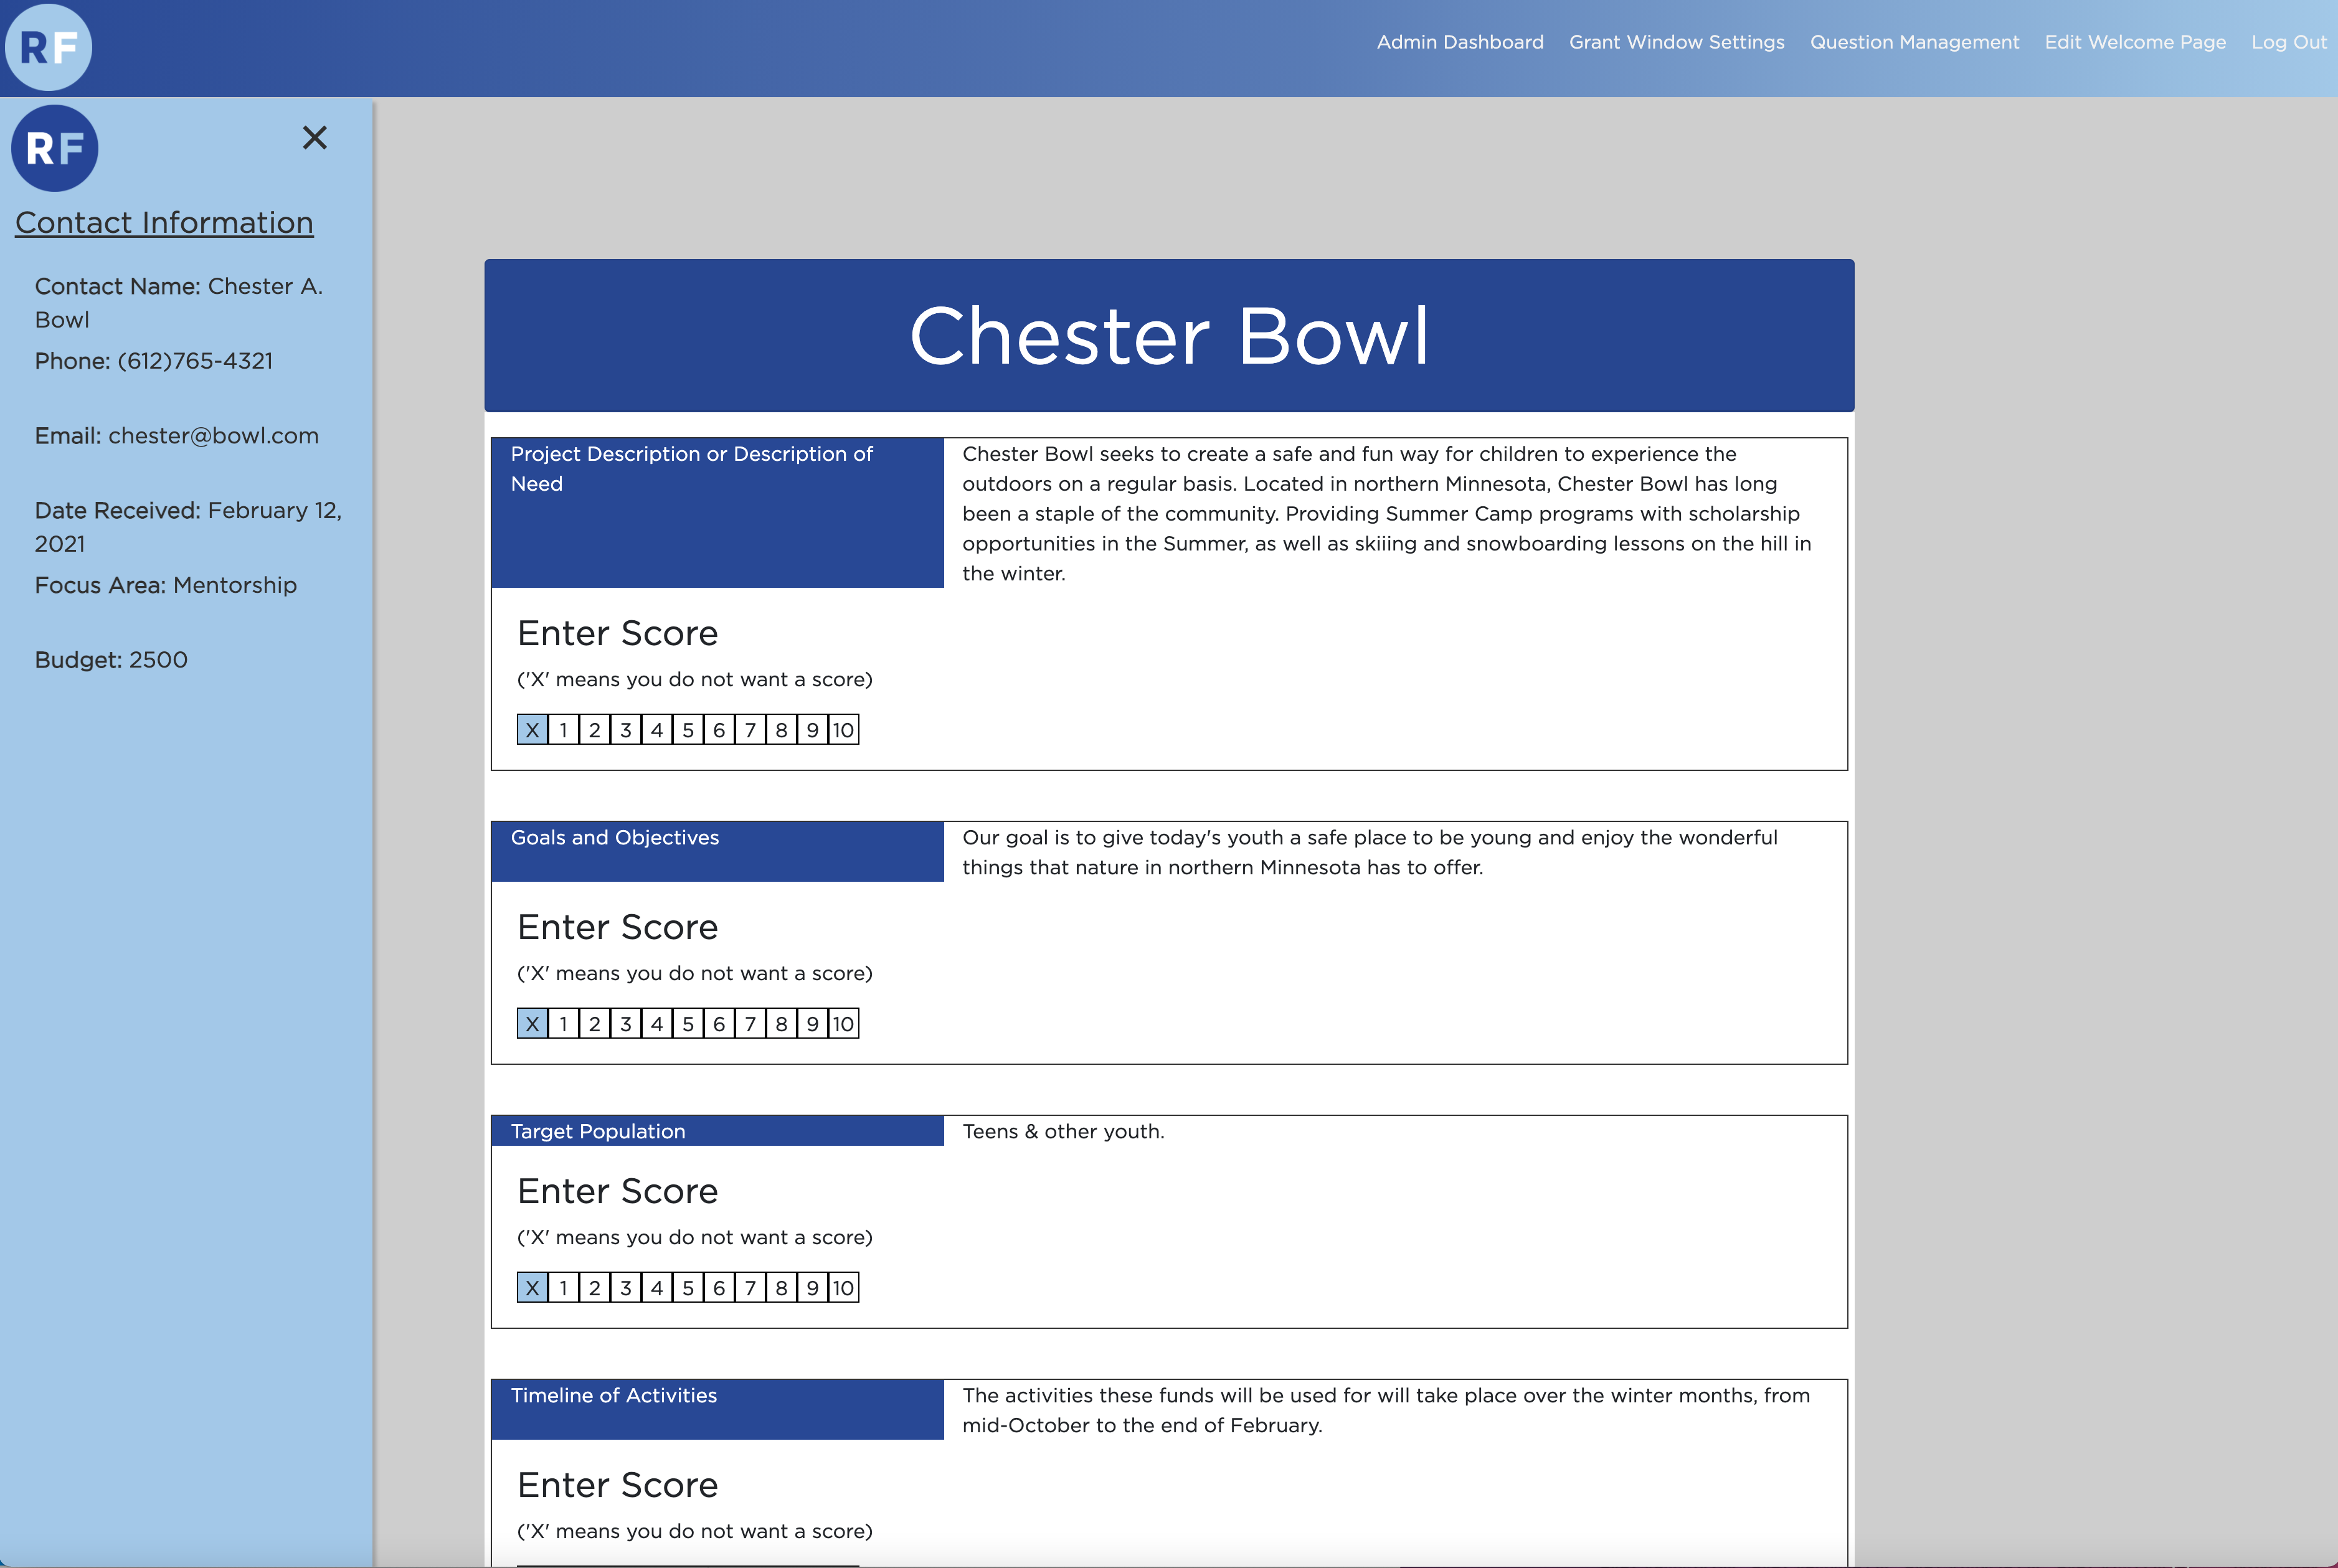 RF
Admin Dashboard Grant Window Settings Question Management Edit Welcome Page Log Out
RF
Contact Information
Contact Name: Chester A.
Bowl
Phone: (612)765-4321
Email: chester@bowl.com
Date Received: February 12,
2021
Focus Area: Mentorship
Budget: 2500
Chester Bowl
Project Description or Description of
Need
Chester Bowl seeks to create a safe and fun way for children to experience the
outdoors on a regular basis. Located in northern Minnesota, Chester Bowl has long
been a staple of the community. Providing Summer Camp programs with scholarship
opportunities in the Summer, as well as skiiing and snowboarding lessons on the hill in
the winter.
Enter Score
('X' means you do not want a score)
X 1 2 3 4 5 6 7 8 9 10
Goals and Objectives
Our goal is to give today's youth a safe place to be young and enjoy the wonderful
things that nature in northern Minnesota has to offer.
Enter Score
('X' means you do not want a score)
X 1 2 3 4 5 6 7 8 9 10
Target Population
Teens & other youth.
Enter Score
('X' means you do not want a score)
X 1 2 3 4 5 6 7 8 9 10
Timeline of Activities
The activities these funds will be used for will take place over the winter months, from
mid-October to the end of February.
Enter Score
('X' means you do not want a score)